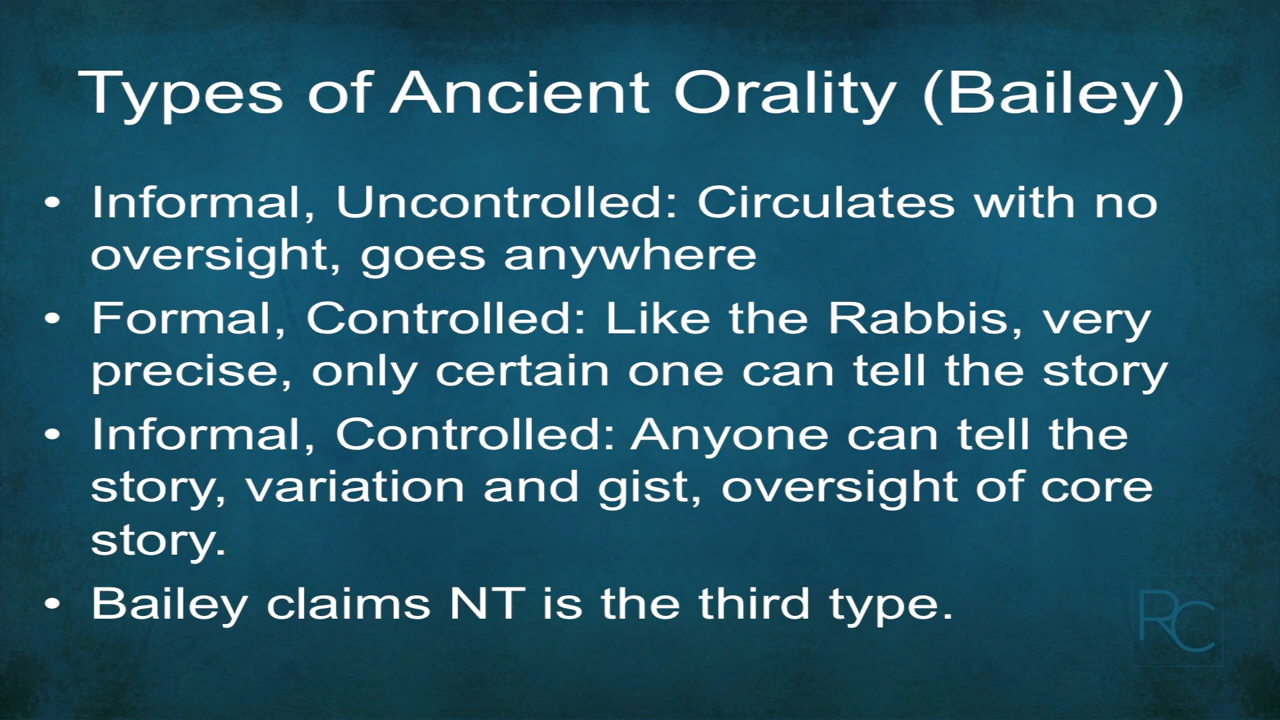 Types of Ancient Orality (Bailey)
• Informal, Uncontrolled: Circulates with no
oversight, goes anywhere
• Formal, Controlled: Like the Rabbis, very
precise, only certain one can tell the story
• Informal, Controlled: Anyone can tell the
story, variation and gist, oversight of core
story.
• Bailey claims NT is the third type.
RC